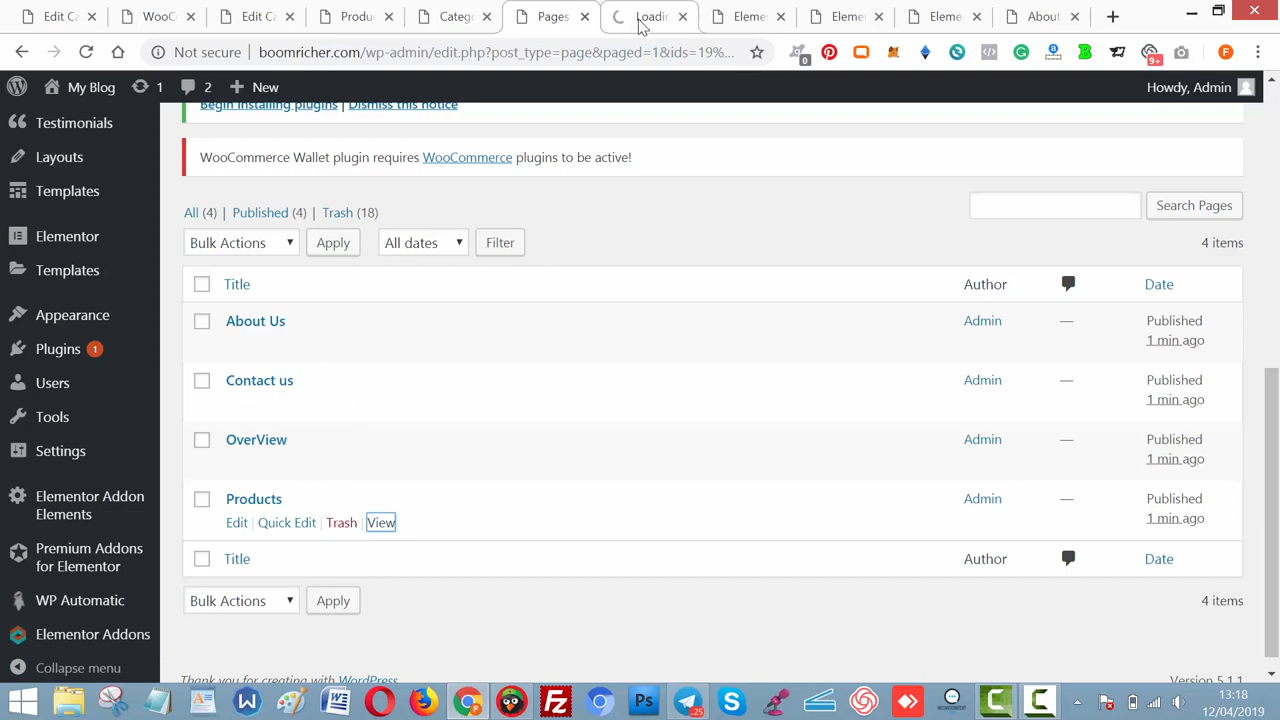 Edit Ca
WooC
Edit Ca
Produ
Categ
Pages
Loadin
Eleme
Eleme
Eleme
About
Not secure
boomricher.com/wp-admin/edit.php?post_type=page&paged=1&ids=19%...
0
9+
F
My Blog
1
2
New
Howdy, Admin
Testimonials
Layouts
Templates
Elementor
Templates
Appearance
Plugins 1
Users
Tools
Settings
Elementor Addon
Elements
Premium Addons
for Elementor
WP Automatic
Elementor Addons
Collapse menu
Begin installing plugins | Dismiss this notice
WooCommerce Wallet plugin requires WooCommerce plugins to be active!
All (4) | Published (4) | Trash (18)
Search Pages
Bulk Actions
Apply
All dates
Filter
4 items
Title
Author
Date
About Us
Admin
—
Published
1 min ago
Contact us
Admin
—
Published
1 min ago
OverView
Admin
—
Published
1 min ago
Products
Edit | Quick Edit | Trash | View
Admin
—
Published
1 min ago
Title
Author
Date
Bulk Actions
Apply
4 items
Thank you for creating with WordPress.
Version 5.1.1
Ps
25
13:18
12/04/2019